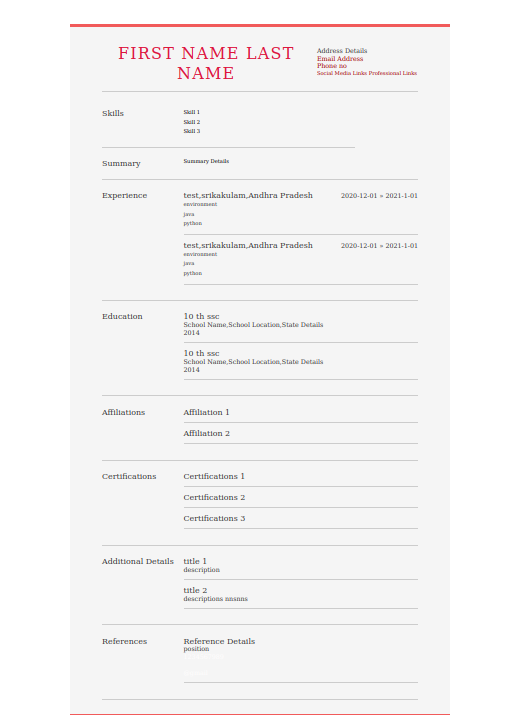 FIRST NAME LAST
NAME
Address Details
Email Address
Phone no
Social Media Links Professional Links
Skills
Skill 1
Skill 2
Skill 3
Summary
Summary Details
Experience
test,srikakulam,Andhra Pradesh 2020-12-01 » 2021-1-01
environment
java
python
test,srikakulam,Andhra Pradesh 2020-12-01 » 2021-1-01
environment
java
python
Education
10 th ssc
School Name,School Location,State Details
2014
10 th ssc
School Name,School Location,State Details
2014
Affiliations
Affiliation 1
Affiliation 2
Certifications
Certifications 1
Certifications 2
Certifications 3
Additional Details
title 1
description
title 2
descriptions nnsnns
References
Reference Details
position